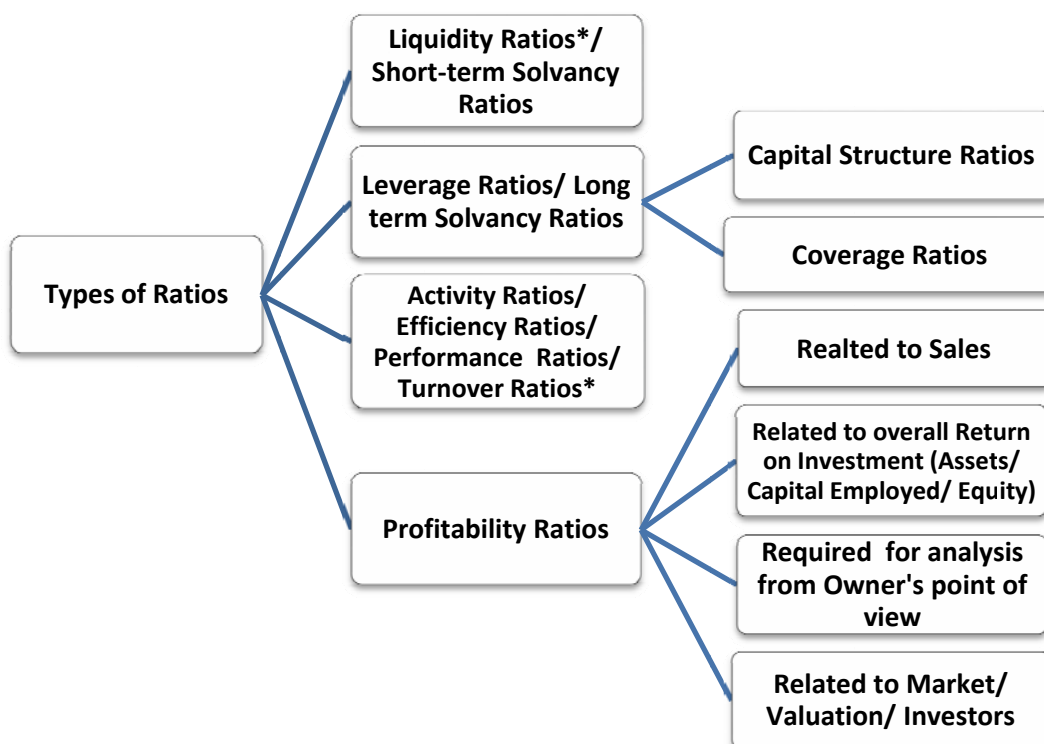 Types of Ratios
Liquidity Ratios*/
Short-term Solvancy
Ratios
Leverage Ratios/ Long
term Solvancy Ratios
Capital Structure Ratios
Coverage Ratios
Activity Ratios/
Efficiency Ratios/
Performance Ratios/
Turnover Ratios*
Profitability Ratios
Realted to Sales
Related to overall Return
on Investment (Assets/
Capital Employed/ Equity)
Required for analysis
from Owner's point of
view
Related to Market/
Valuation/ Investors